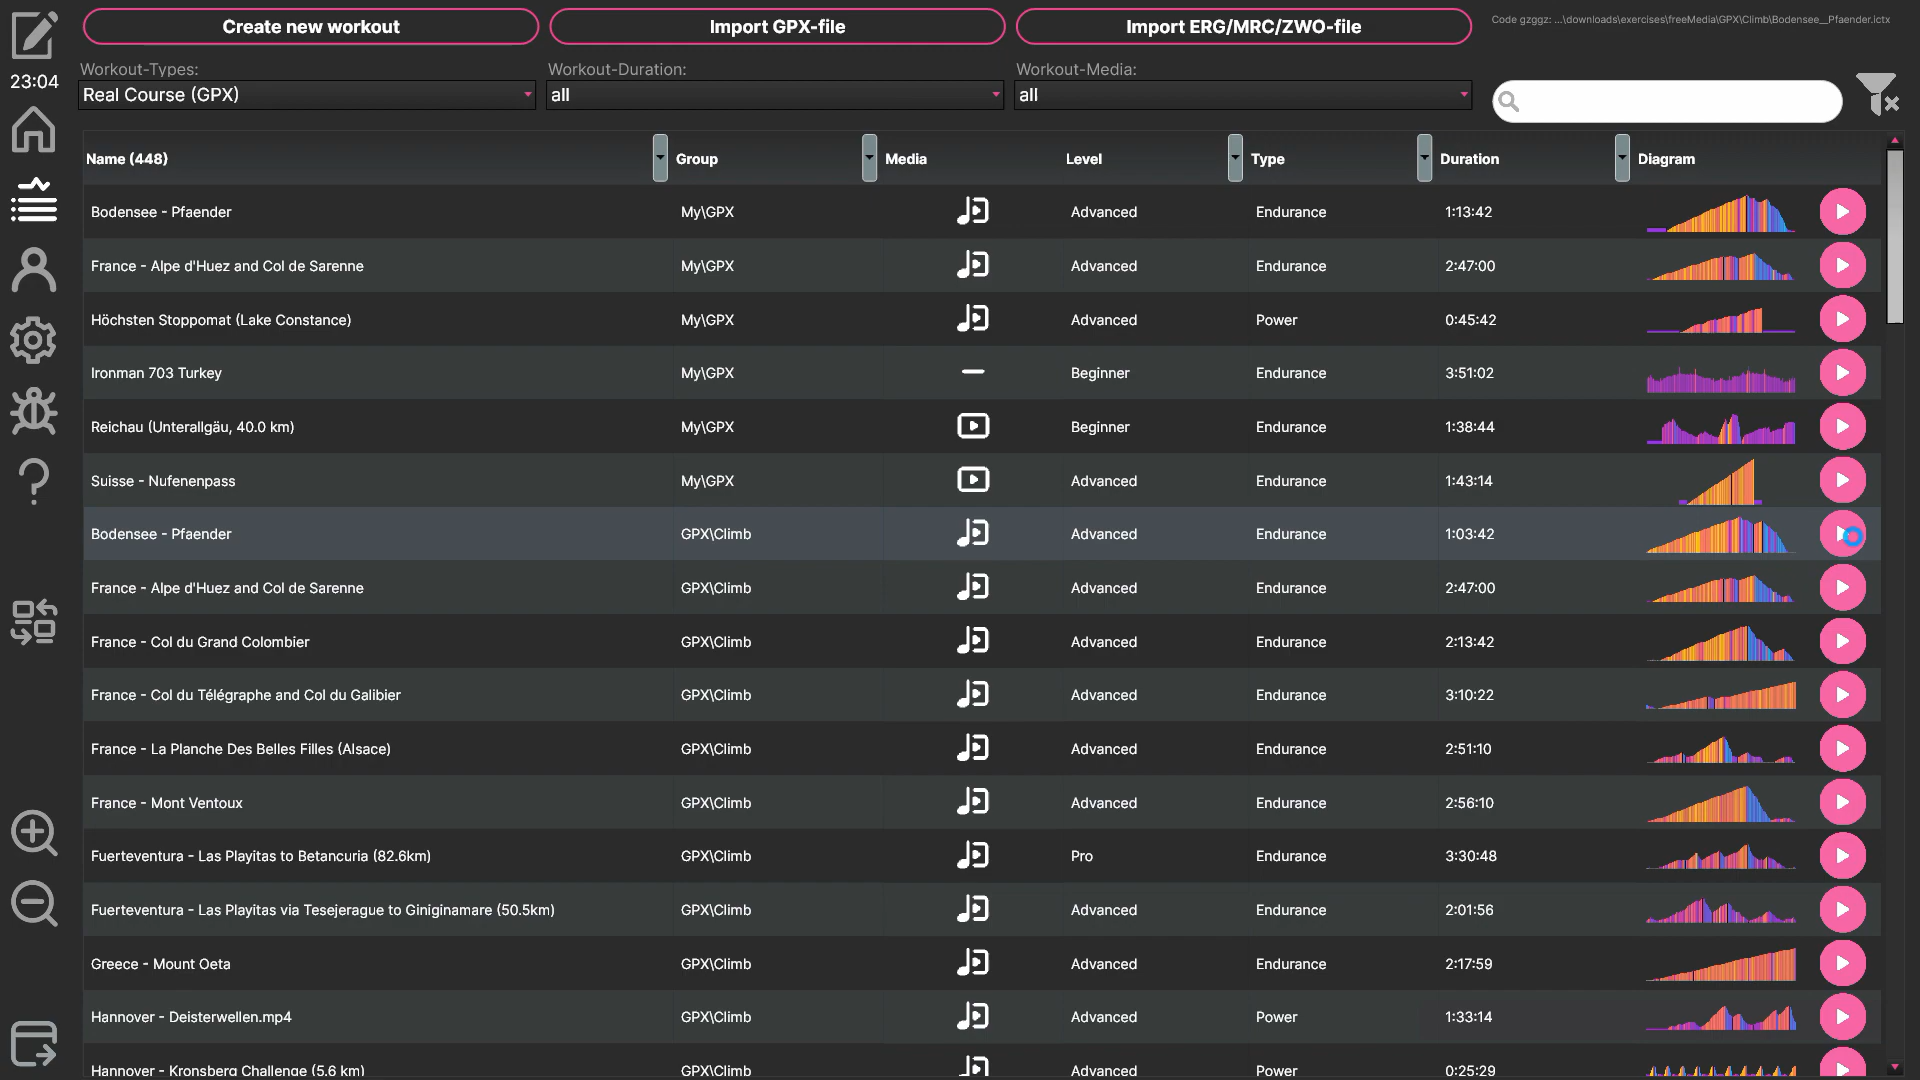 Create new workout Import GPX-file Import ERG/MRC/ZWO-file Code gzggz: ...\downloads\exercises\freeMedia\GPX\Climb\Bodensee__Pfaender.ictx
23:04 Workout-Types: Workout-Duration: Workout-Media:
Real Course (GPX) all all
Name (448) Group Media Level Type Duration Diagram
Bodensee - Pfaender My\GPX Advanced Endurance 1:13:42
France - Alpe d'Huez and Col de Sarenne My\GPX Advanced Endurance 2:47:00
Höchsten Stoppomat (Lake Constance) My\GPX Advanced Power 0:45:42
Ironman 703 Turkey My\GPX Beginner Endurance 3:51:02
Reichau (Unterallgäu, 40.0 km) My\GPX Beginner Endurance 1:38:44
Suisse - Nufenenpass My\GPX Advanced Endurance 1:43:14
Bodensee - Pfaender GPX\Climb Advanced Endurance 1:03:42
France - Alpe d'Huez and Col de Sarenne GPX\Climb Advanced Endurance 2:47:00
France - Col du Grand Colombier GPX\Climb Advanced Endurance 2:13:42
France - Col du Télégraphe and Col du Galibier GPX\Climb Advanced Endurance 3:10:22
France - La Planche Des Belles Filles (Alsace) GPX\Climb Advanced Endurance 2:51:10
France - Mont Ventoux GPX\Climb Advanced Endurance 2:56:10
Fuerteventura - Las Playitas to Betancuria (82.6km) GPX\Climb Pro Endurance 3:30:48
Fuerteventura - Las Playitas via Tesejerague to Giniginamare (50.5km) GPX\Climb Advanced Endurance 2:01:56
Greece - Mount Oeta GPX\Climb Advanced Endurance 2:17:59
Hannover - Deisterwellen.mp4 GPX\Climb Advanced Power 1:33:14
Hannover - Kronsberg Challenge (5.6 km) GPX\Climb Advanced Power 0:25:29